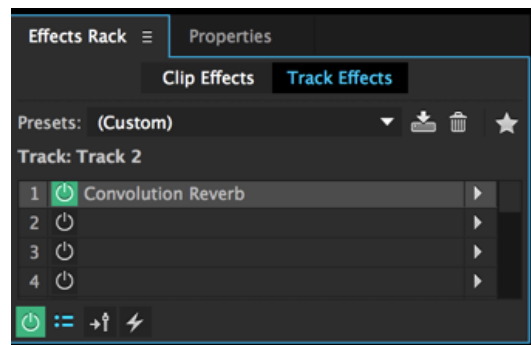 Effects Rack Properties
Clip Effects Track Effects
Presets: (Custom)
Track: Track 2
1 Convolution Reverb
2
3
4